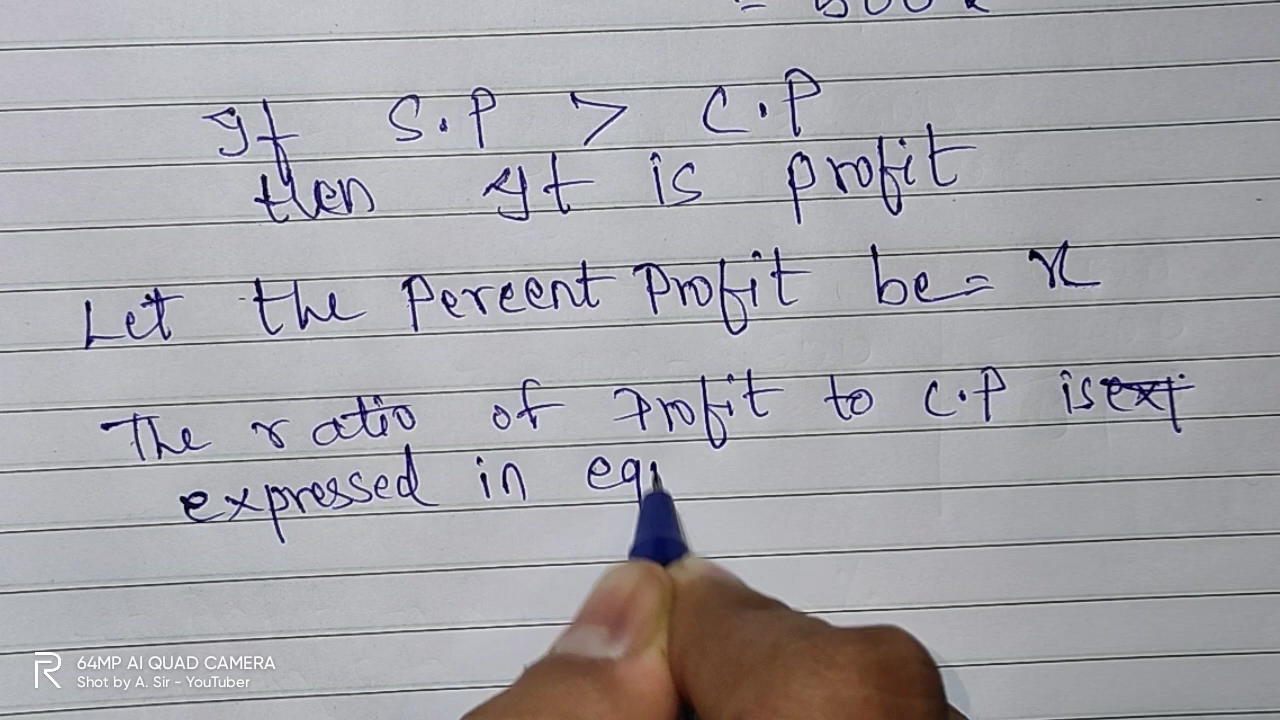 If S.P > C.P
then It is profit
Let the Percent Profit be = x
The ratio of Profit to C.P is
expressed in eq
64MP AI QUAD CAMERA
Shot by A. Sir - YouTuber